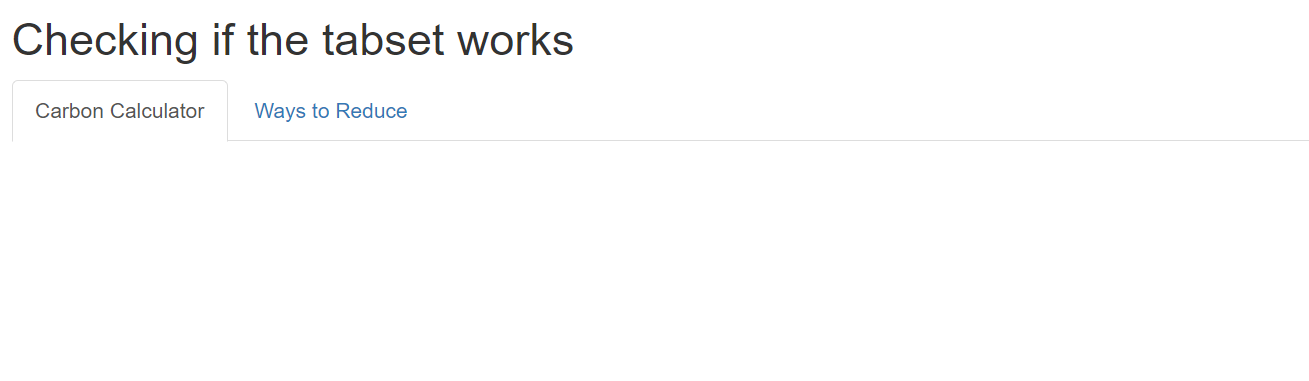 Checking if the tabset works
Carbon Calculator Ways to Reduce